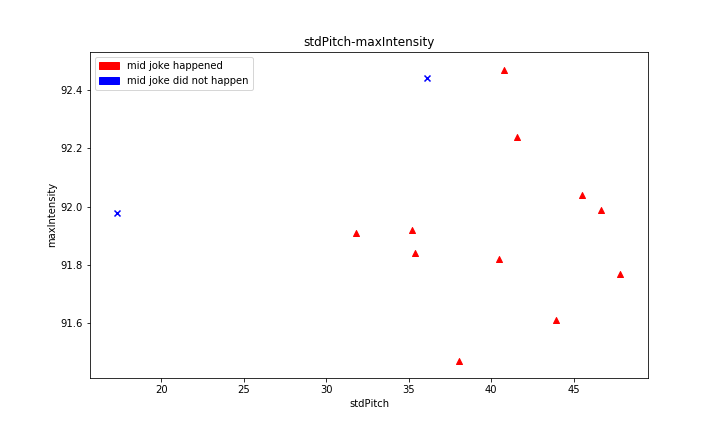 stdPitch-maxIntensity
mid joke happened
mid joke did not happen
92.4
92.2
92.0
91.8
91.6
maxIntensity
20 25 30 35 40 45
stdPitch